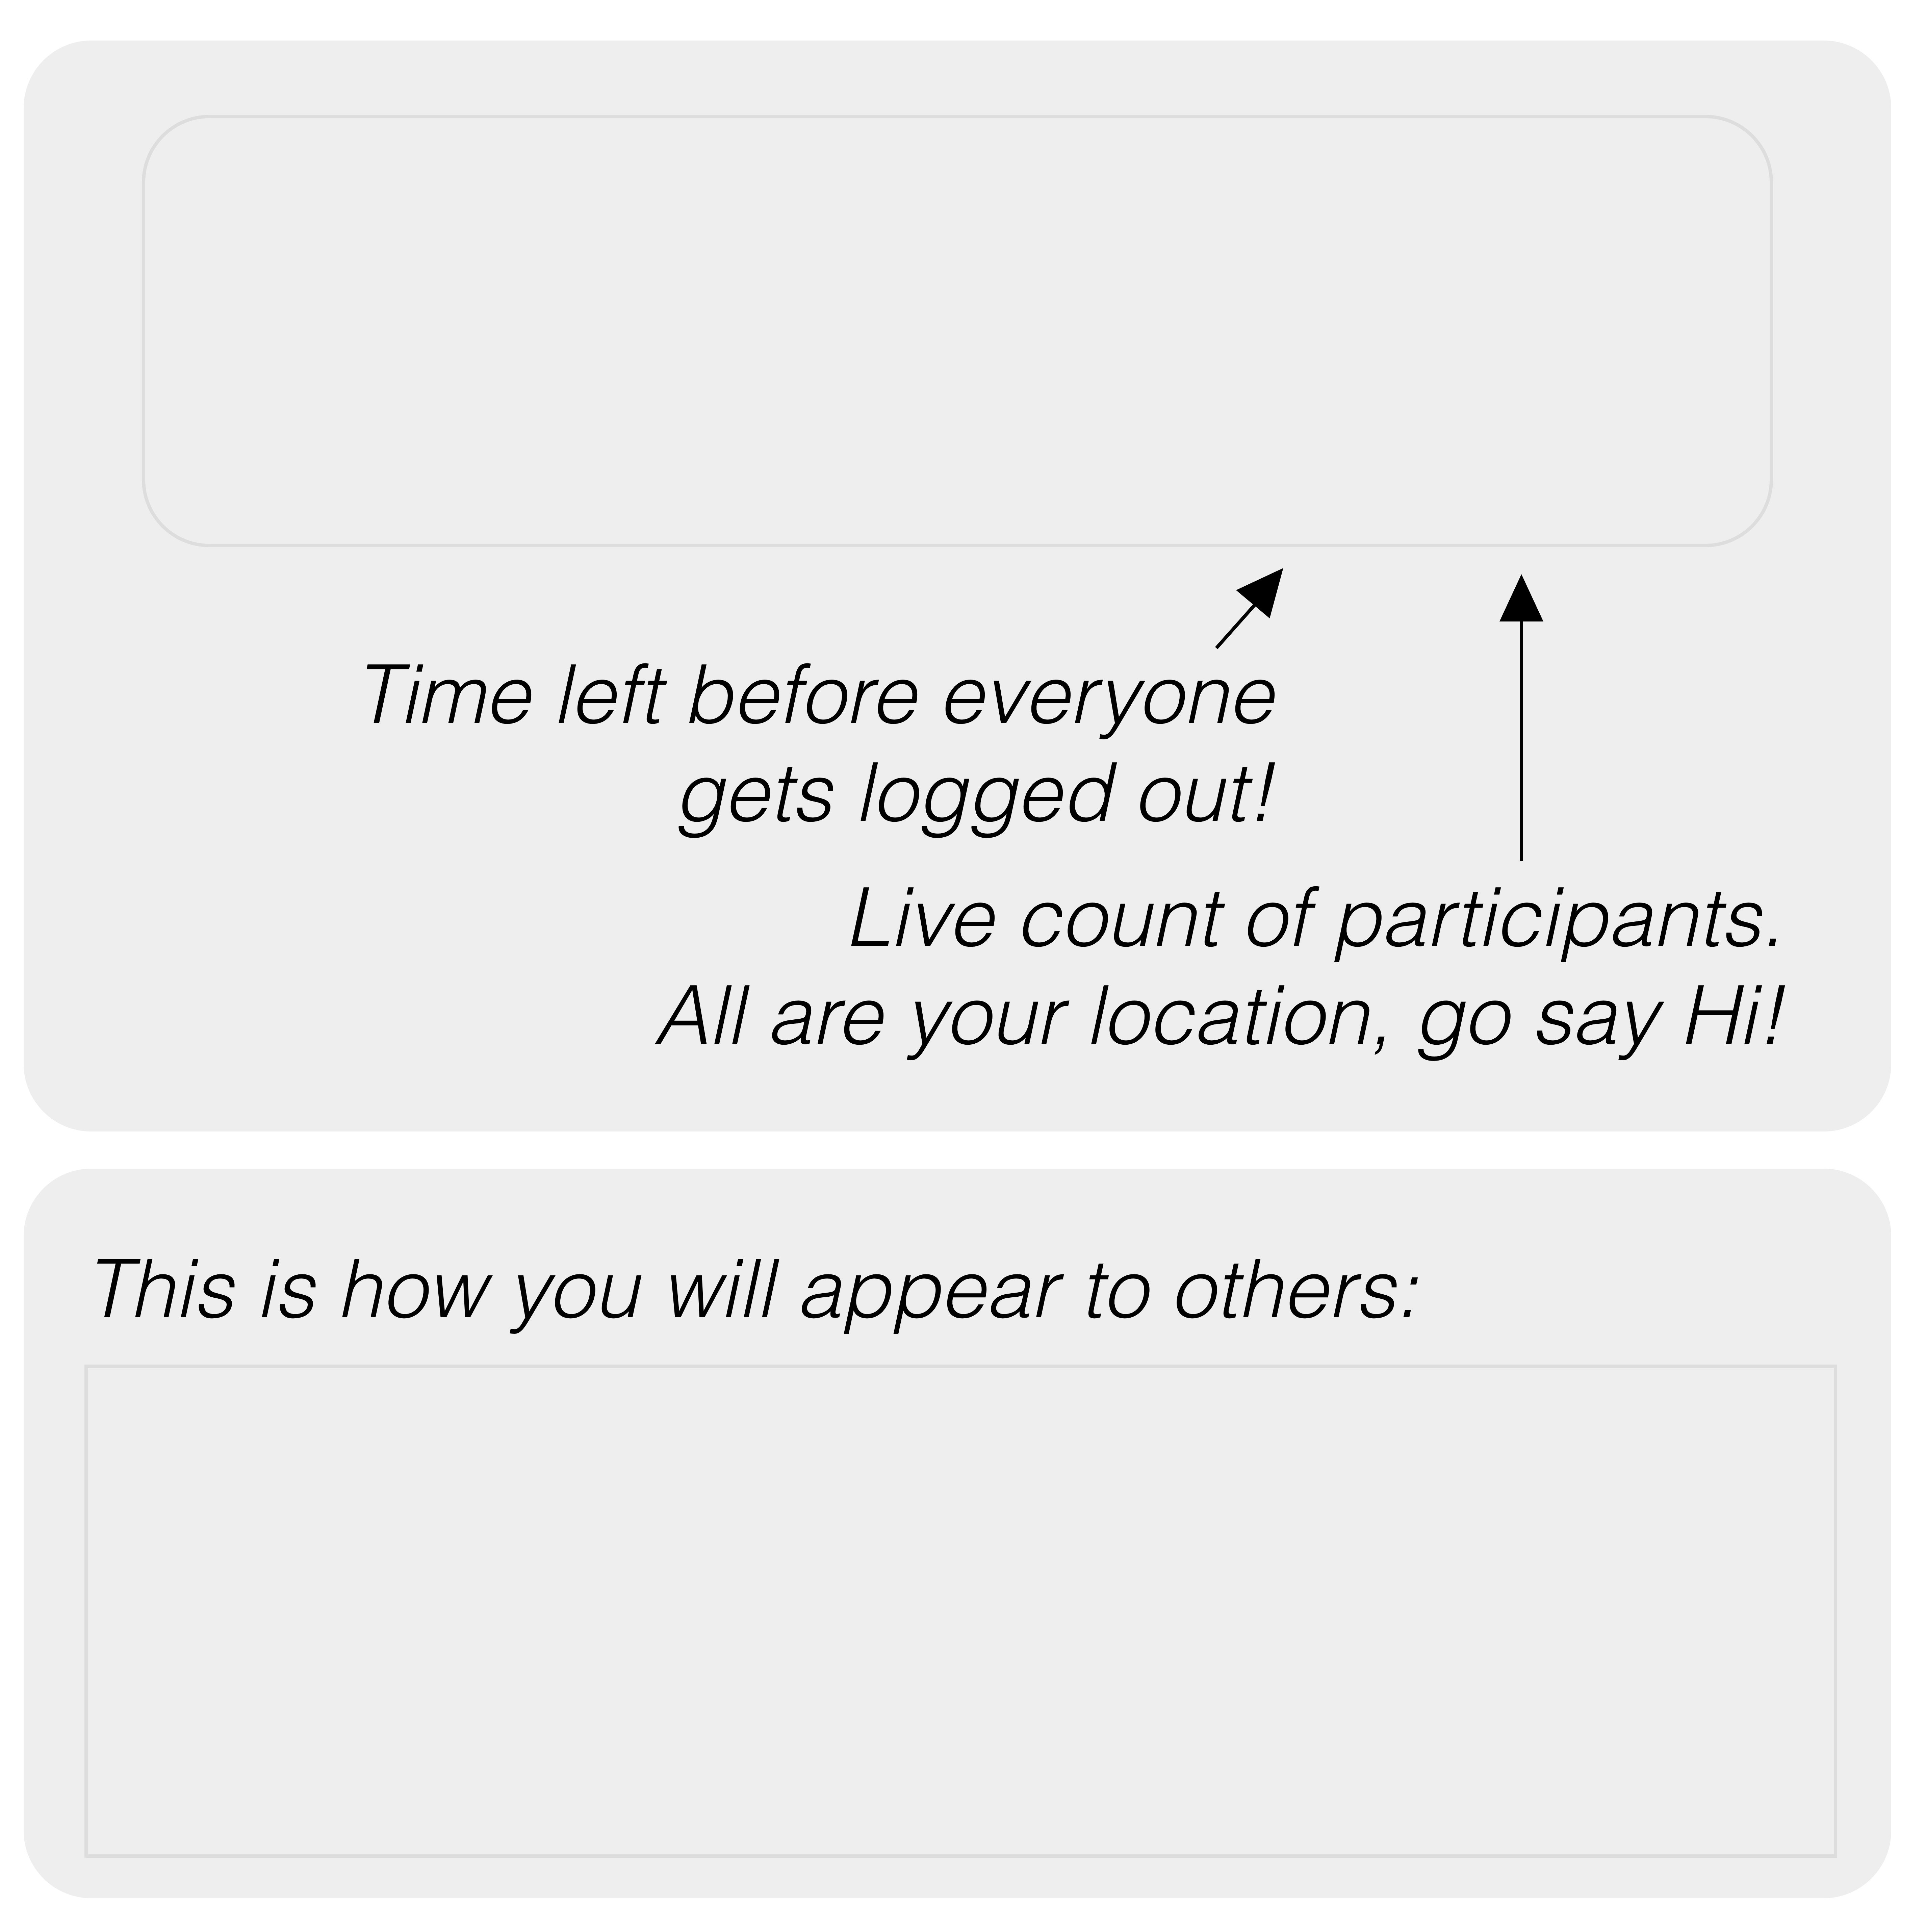 Time left before everyone
gets logged out!
Live count of participants.
All are your location, go say Hi!
This is how you will appear to others: